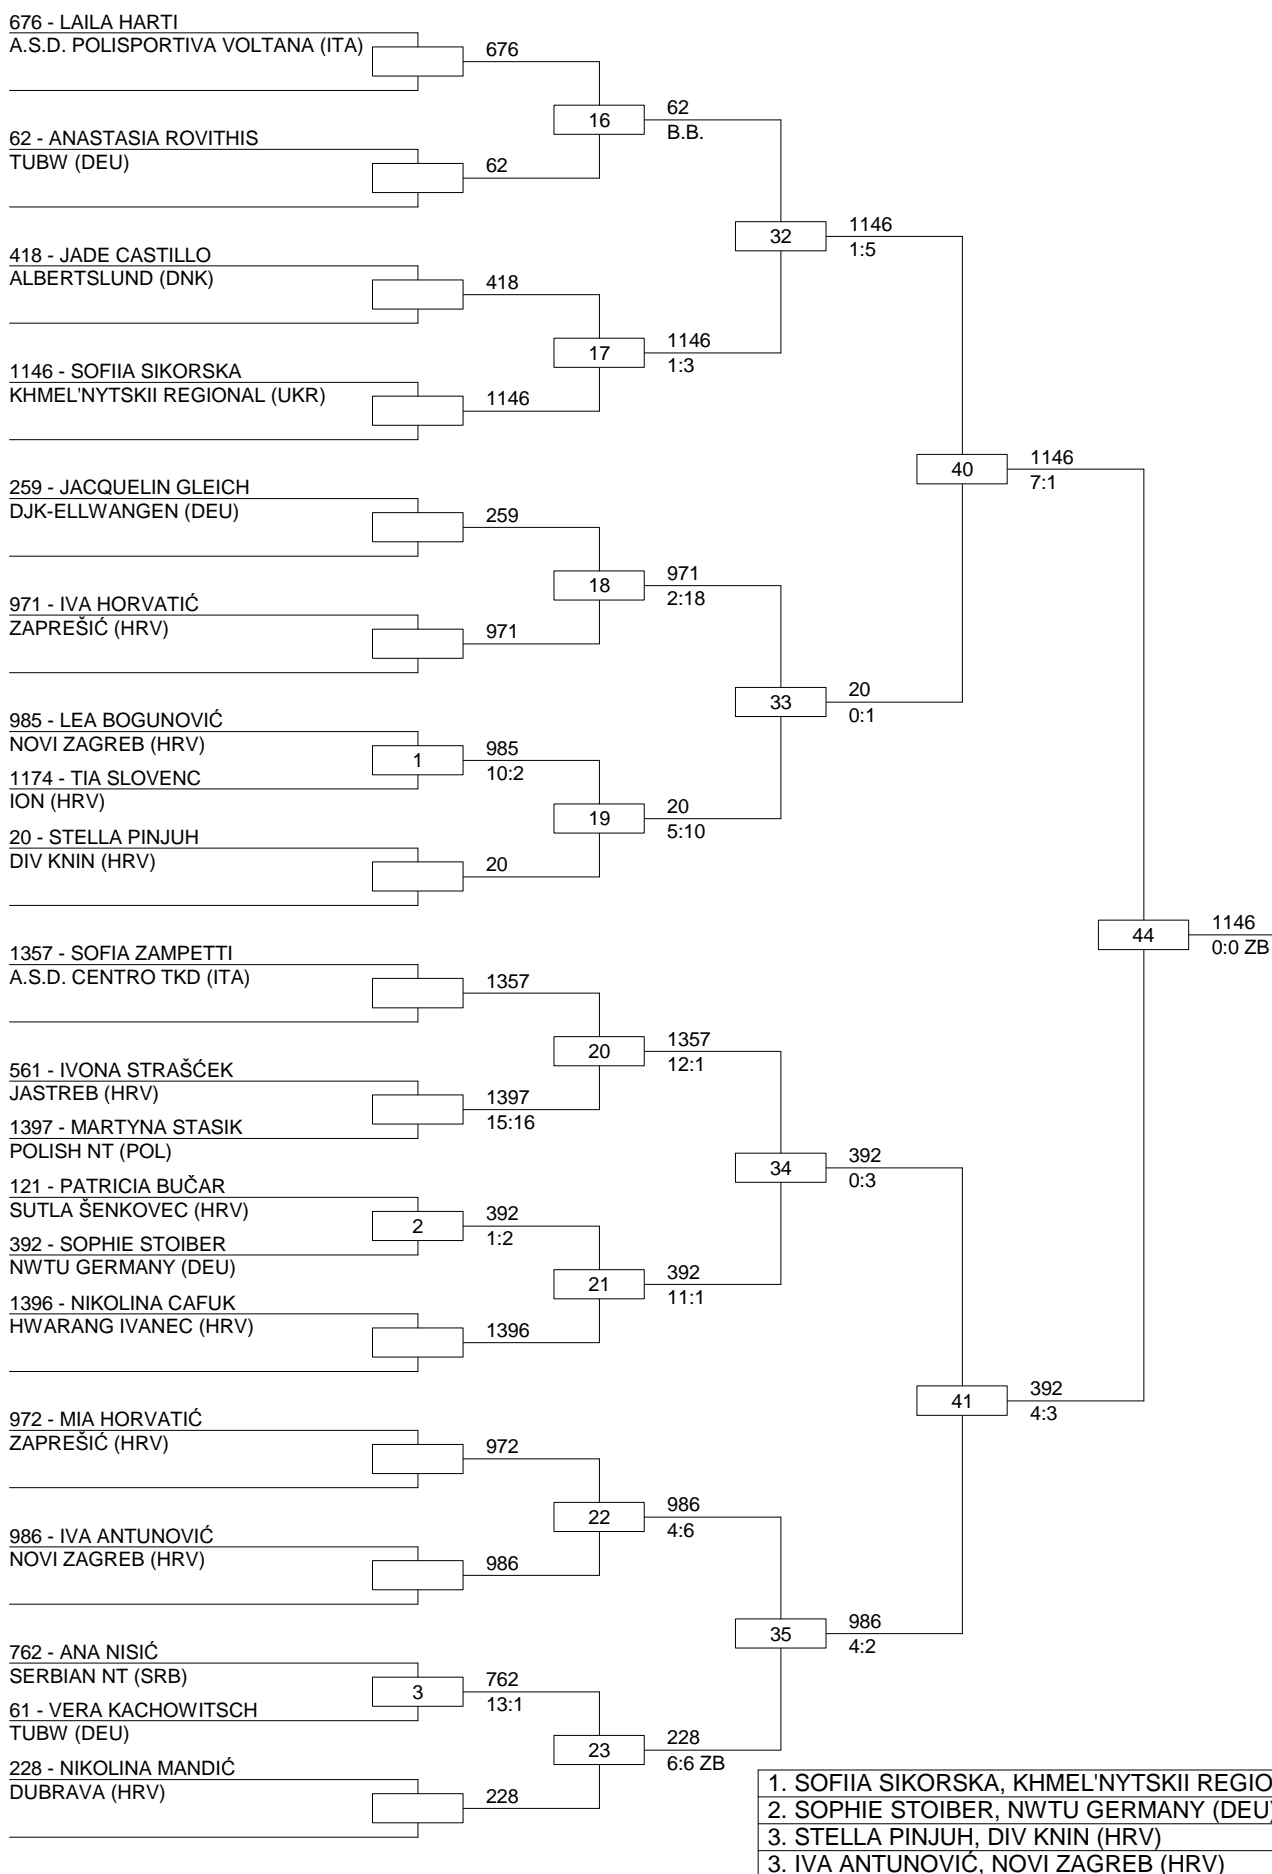 676 - LAILA HARTI
A.S.D. POLISPORTIVA VOLTANA (ITA)
676
16
62
B.B.
62 - ANASTASIA ROVITHIS
TUBW (DEU)
62
32
1146
1:5
418 - JADE CASTILLO
ALBERTSLUND (DNK)
418
17
1146
1:3
1146 - SOFIIA SIKORSKA
KHMEL'NYTSKII REGIONAL (UKR)
1146
40
1146
7:1
259 - JACQUELIN GLEICH
DJK-ELLWANGEN (DEU)
259
18
971
2:18
971 - IVA HORVATIĆ
ZAPREŠIĆ (HRV)
971
33
20
0:1
985 - LEA BOGUNOVIĆ
NOVI ZAGREB (HRV)
1
985
10:2
1174 - TIA SLOVENC
ION (HRV)
19
20
5:10
20 - STELLA PINJUH
DIV KNIN (HRV)
20
44
1146
0:0 ZB
1357 - SOFIA ZAMPETTI
A.S.D. CENTRO TKD (ITA)
1357
20
1357
12:1
561 - IVONA STRAŠĆEK
JASTREB (HRV)
1397
15:16
1397 - MARTYNA STASIK
POLISH NT (POL)
34
392
0:3
121 - PATRICIA BUČAR
SUTLA ŠENKOVEC (HRV)
2
392
1:2
392 - SOPHIE STOIBER
NWTU GERMANY (DEU)
21
392
11:1
1396 - NIKOLINA CAFUK
HWARANG IVANEC (HRV)
1396
41
392
4:3
972 - MIA HORVATIĆ
ZAPREŠIĆ (HRV)
972
22
986
4:6
986 - IVA ANTUNOVIĆ
NOVI ZAGREB (HRV)
986
35
986
4:2
762 - ANA NISIĆ
SERBIAN NT (SRB)
3
762
13:1
61 - VERA KACHOWITSCH
TUBW (DEU)
23
228
6:6 ZB
228 - NIKOLINA MANDIĆ
DUBRAVA (HRV)
228
1. SOFIIA SIKORSKA, KHMEL'NYTSKII REGIO
2. SOPHIE STOIBER, NWTU GERMANY (DEU)
3. STELLA PINJUH, DIV KNIN (HRV)
3. IVA ANTUNOVIĆ, NOVI ZAGREB (HRV)